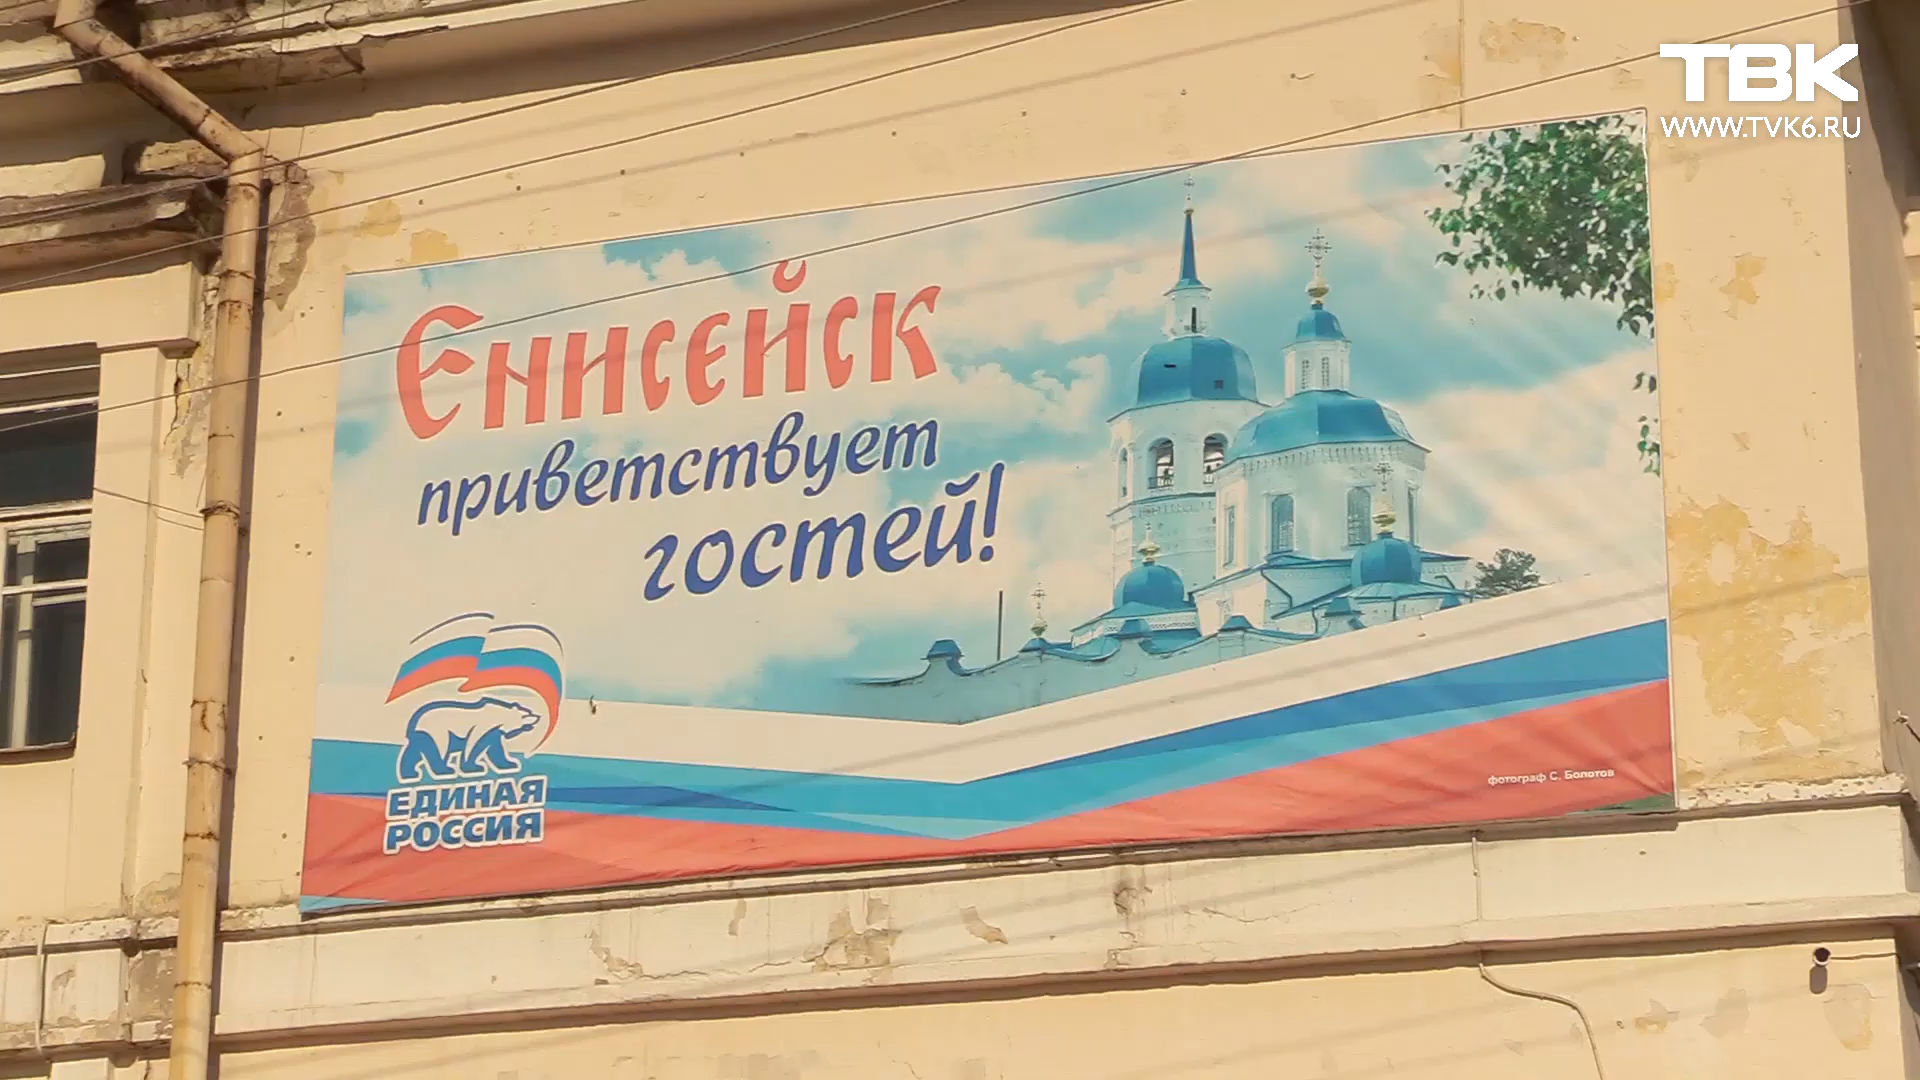 ТВК
WWW.TVK6.RU
Енисейск
приветствует
гостей!
ЕДИНАЯ
РОССИЯ
фотограф С. Болотов